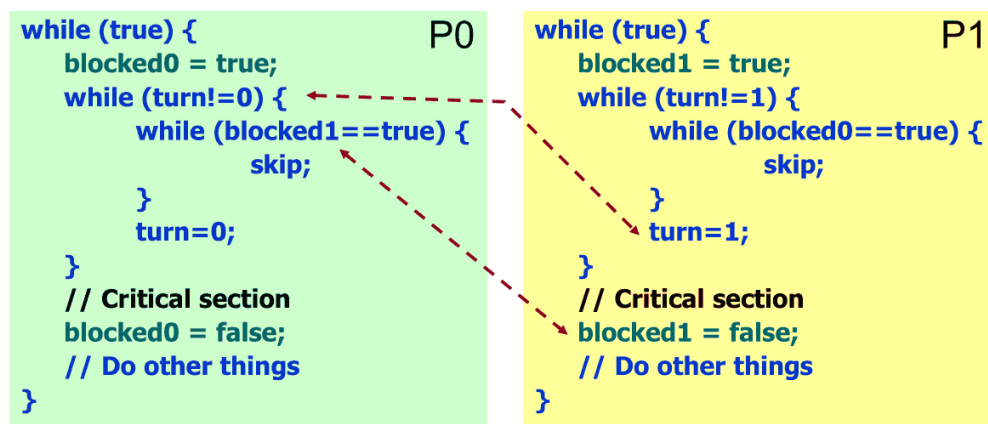 P0
while (true) {
blocked0 = true;
while (turn!=0) {
while (blocked1==true) {
skip;
}
turn=0;
}
// Critical section
blocked0 = false;
// Do other things
}
P1
while (true) {
blocked1 = true;
while (turn!=1) {
while (blocked0==true) {
skip;
}
turn=1;
}
// Critical section
blocked1 = false;
// Do other things
}